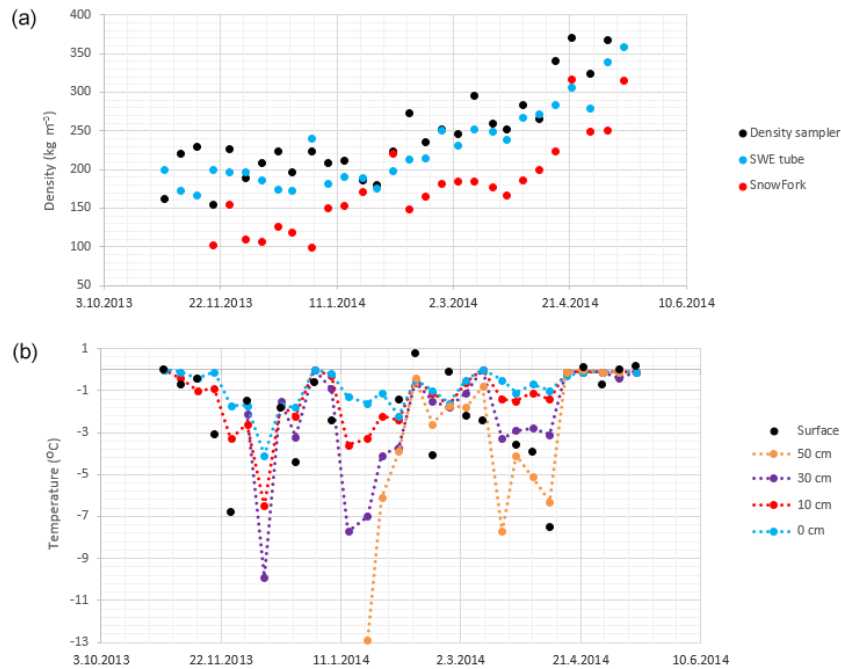 (a)
400
350
300
250
200
150
100
50
Density (kg m⁻³)
3.10.2013 22.11.2013 11.1.2014 2.3.2014 21.4.2014 10.6.2014
Density sampler
SWE tube
SnowFork
(b)
1
-1
-3
-5
-7
-9
-11
-13
Temperature (ºC)
3.10.2013 22.11.2013 11.1.2014 2.3.2014 21.4.2014 10.6.2014
Surface
50 cm
30 cm
10 cm
0 cm